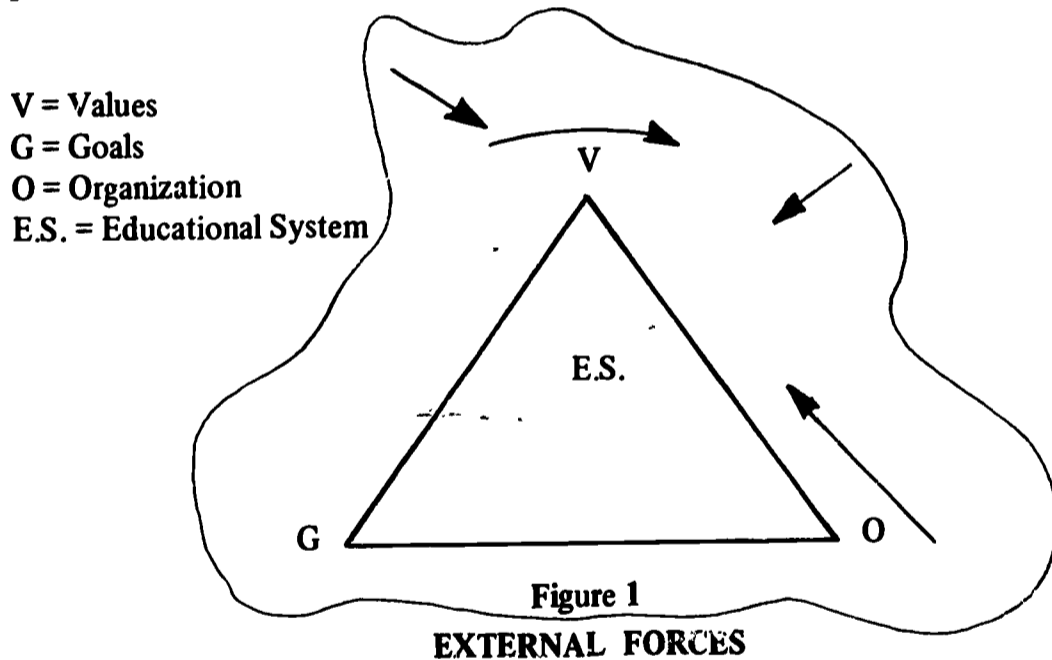 V = Values
G = Goals
O = Organization
E.S. = Educational System
V
E.S.
G
O
Figure 1
EXTERNAL FORCES